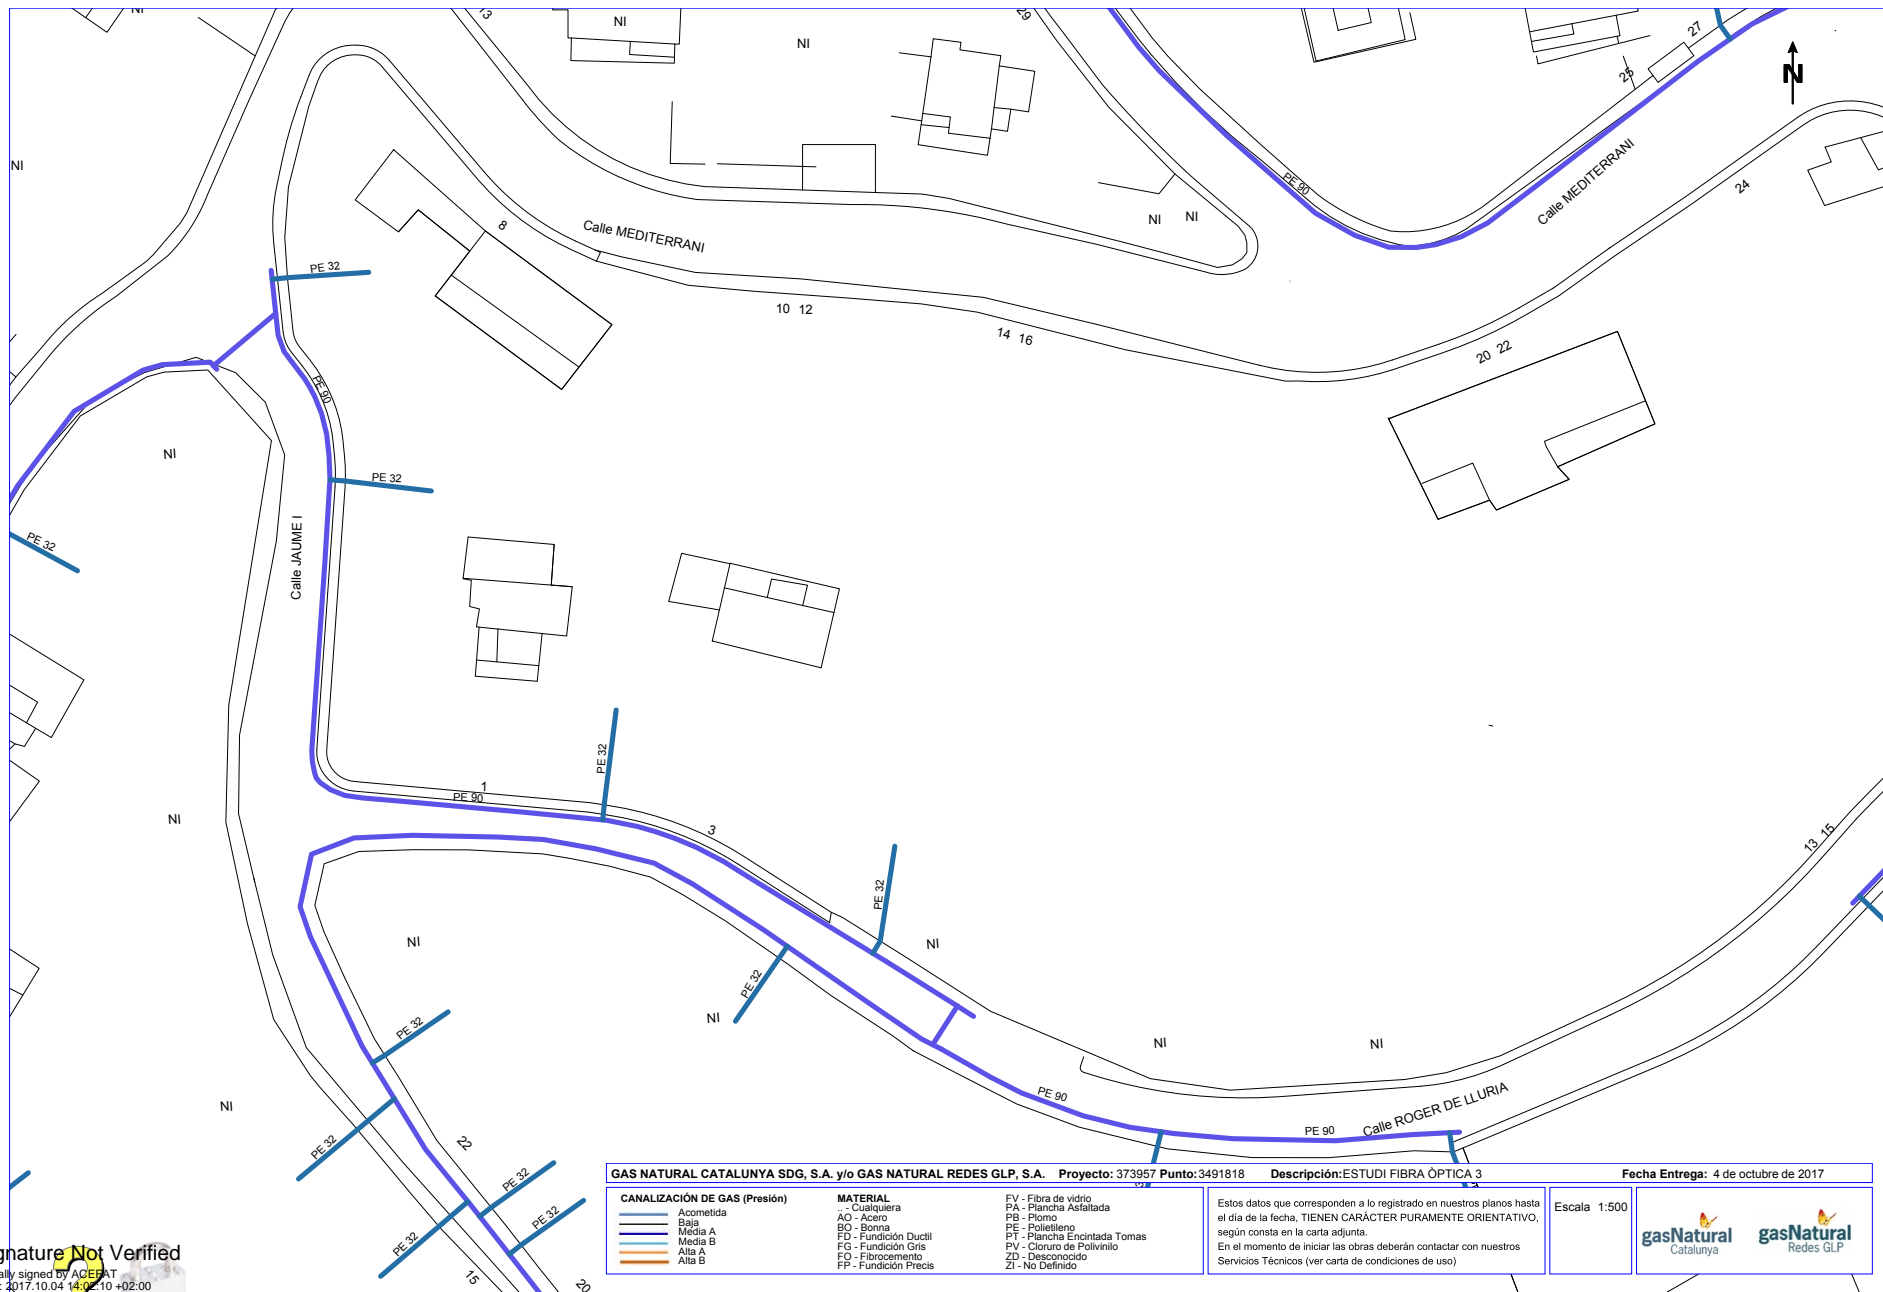 NI
13
NI
NI
29
27
25
N
NI
PE 90
Calle MEDITERRANI
24
NI
NI
8
Calle MEDITERRANI
PE 32
10 12
14 16
20 22
PE 90
NI
PE 32
PE 32
Calle JAUME I
PE 32
1
PE 90
3
NI
13 15
PE 32
NI
NI
PE 32
NI
PE 32
NI
NI
PE 90
NI
22
PE 32
PE 90
Calle ROGER DE LLURIA
PE 32
PE 32
PE 32
15
20
GAS NATURAL CATALUNYA SDG, S.A. y/o GAS NATURAL REDES GLP, S.A. Proyecto: 373957 Punto:3491818 Descripción:ESTUDI FIBRA ÒPTICA 3 Fecha Entrega: 4 de octubre de 2017
CANALIZACIÓN DE GAS (Presión)
Acometida
Baja
Media A
Media B
Alta A
Alta B
MATERIAL
.. - Cualquiera
AO - Acero
BO - Bonna
FD - Fundición Ductil
FG - Fundición Gris
FO - Fibrocemento
FP - Fundición Precis
FV - Fibra de vidrio
PA - Plancha Asfaltada
PB - Plomo
PE - Polietileno
PT - Plancha Encintada Tomas
PV - Cloruro de Polivinilo
ZD - Desconocido
ZI - No Definido
Estos datos que corresponden a lo registrado en nuestros planos hasta
el día de la fecha, TIENEN CARÁCTER PURAMENTE ORIENTATIVO,
según consta en la carta adjunta.
En el momento de iniciar las obras deberán contactar con nuestros
Servicios Técnicos (ver carta de condiciones de uso)
Escala 1:500
gasNatural
Catalunya
gasNatural
Redes GLP
gnature Not Verified
ally signed by ACEFAT
: 2017.10.04 14:02:10 +02:00